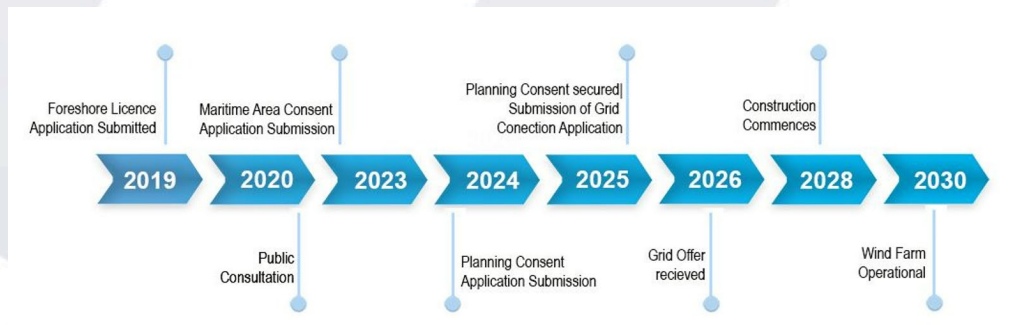 Foreshore Licence
Application Submitted
Maritime Area Consent
Application Submission
Planning Consent secured|
Submission of Grid
Conection Application
Construction
Commences
2019
2020
2023
2024
2025
2026
2028
2030
Public
Consultation
Planning Consent
Application Submission
Grid Offer
recieved
Wind Farm
Operational